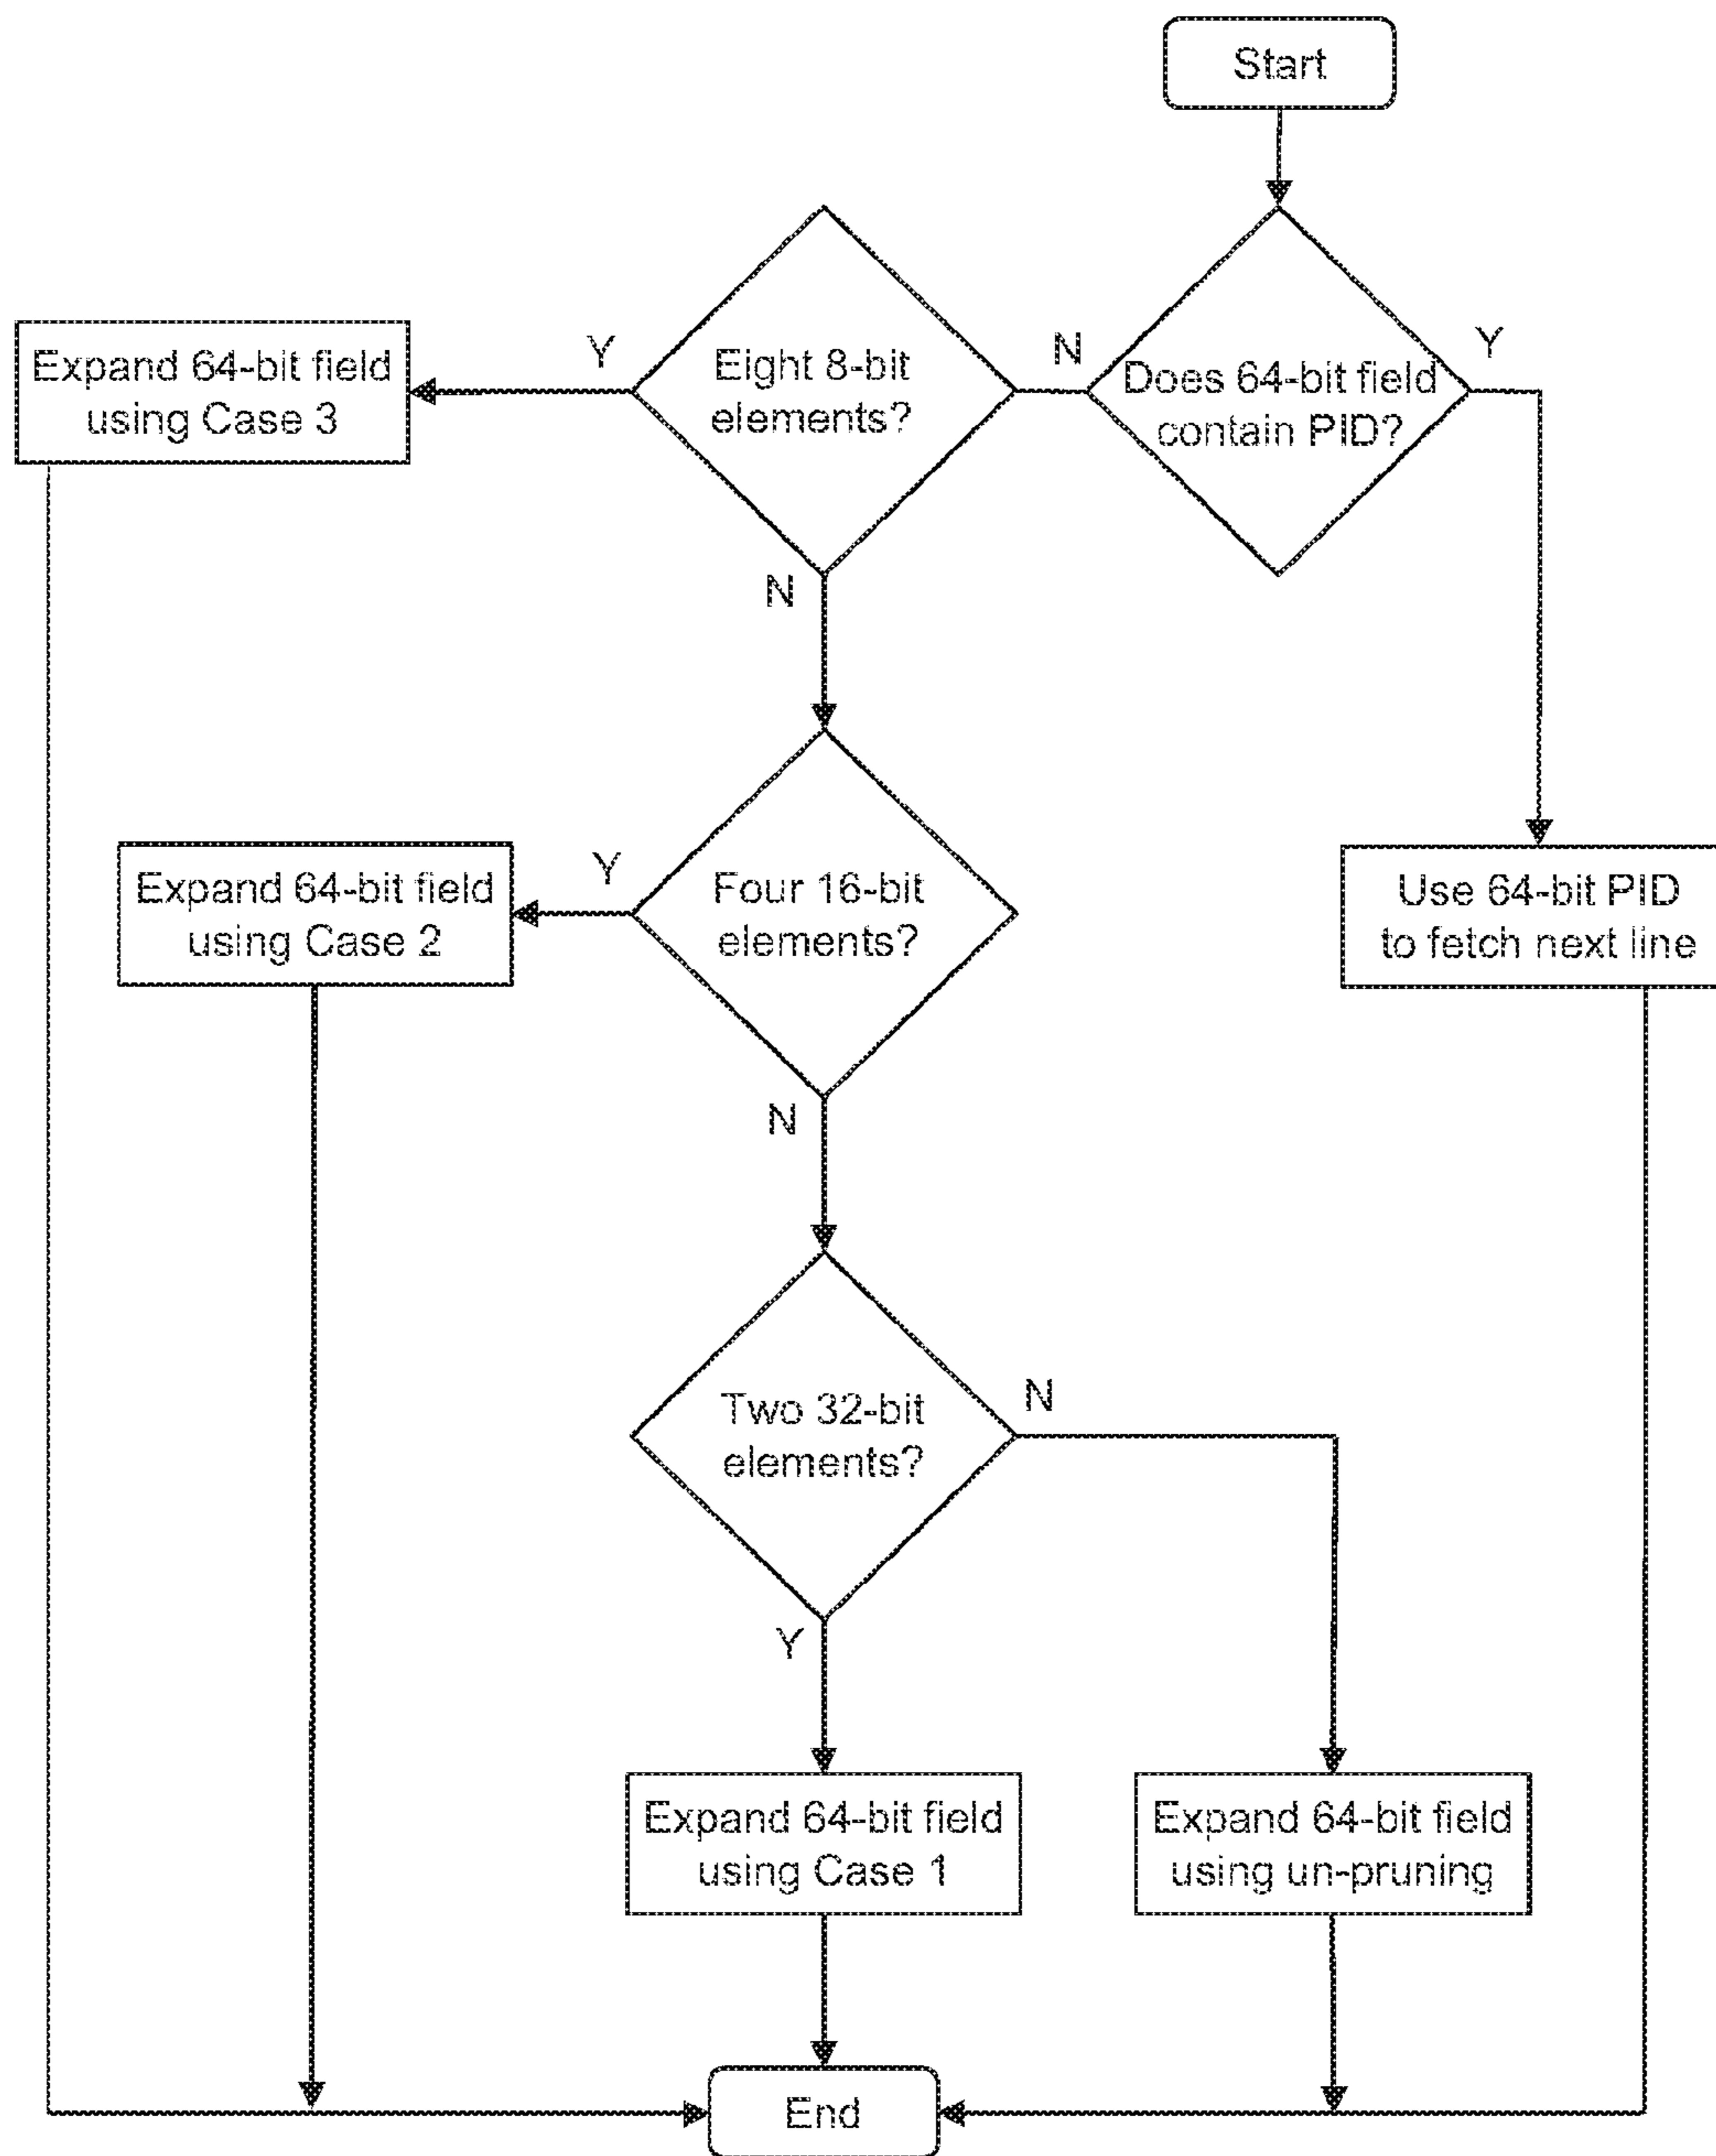 Start
Does 64-bit field
contain PID?
Y
N
Eight 8-bit
elements?
Y
N
Expand 64-bit field
using Case 3
Four 16-bit
elements?
Y
N
Expand 64-bit field
using Case 2
Use 64-bit PID
to fetch next line
Two 32-bit
elements?
N
Y
Expand 64-bit field
using Case 1
Expand 64-bit field
using un-pruning
End